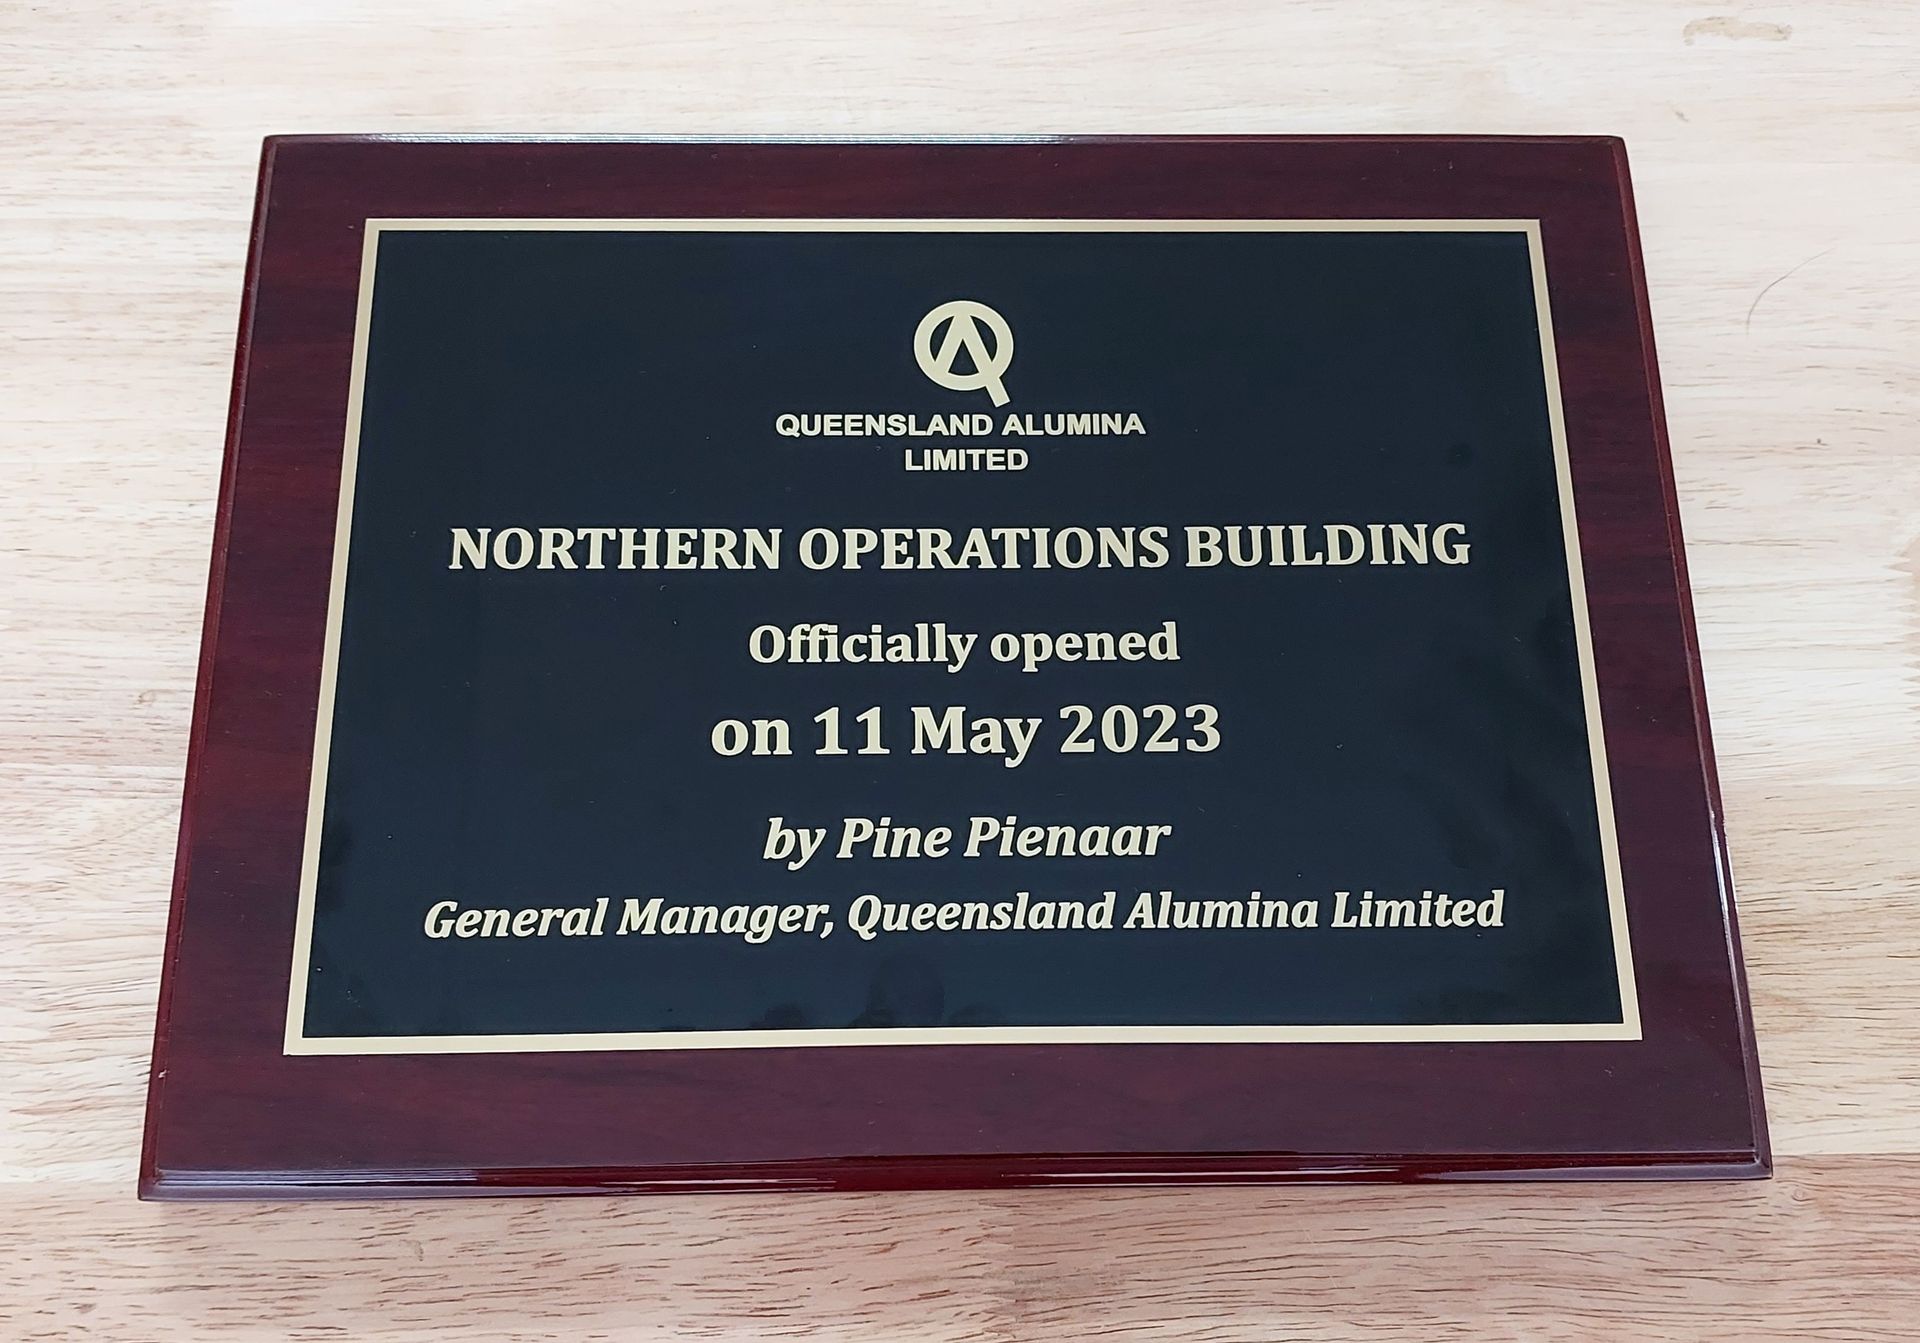 QUEENSLAND ALUMINA
LIMITED
NORTHERN OPERATIONS BUILDING
Officially opened
on 11 May 2023
by Pine Pienaar
General Manager, Queensland Alumina Limited